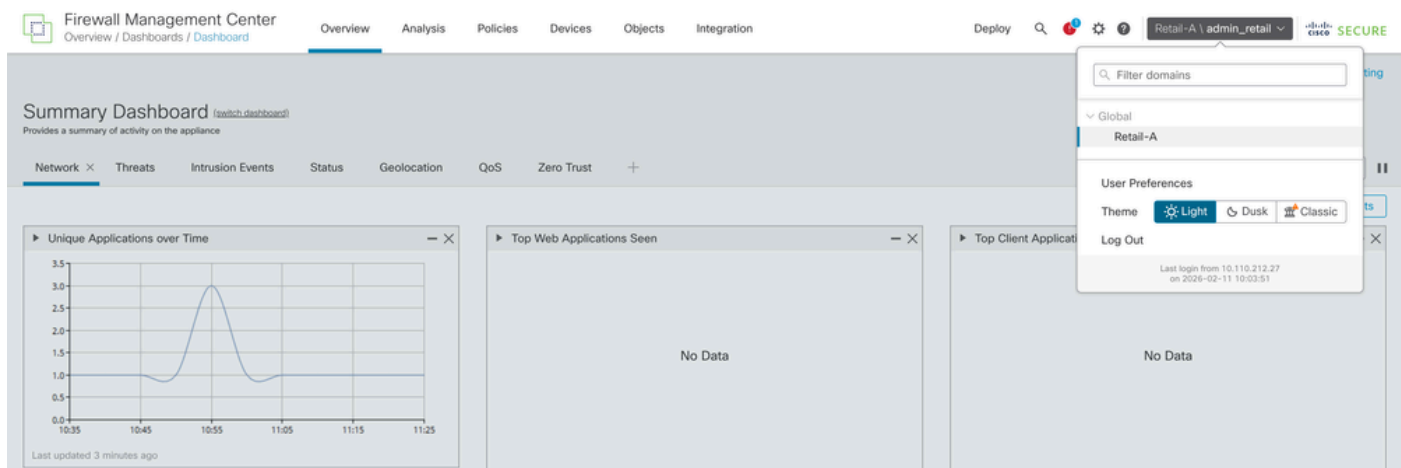 Firewall Management Center
Overview / Dashboards / Dashboard
Overview Analysis Policies Devices Objects Integration
Deploy
Retail-A \ admin_retail
cisco SECURE
Filter domains
Global
Retail-A
User Preferences
Theme Light Dusk Classic
Log Out
Last login from 10.110.212.27
on 2026-02-11 10:03:51
ting
Summary Dashboard (switch dashboard)
Provides a summary of activity on the appliance
Network Threats Intrusion Events Status Geolocation QoS Zero Trust
ts
Unique Applications over Time
3.5
3.0
2.5
2.0
1.5
1.0
0.5
0.0
10:35 10:45 10:55 11:05 11:15 11:25
Last updated 3 minutes ago
Top Web Applications Seen
No Data
Top Client Applicati
No Data